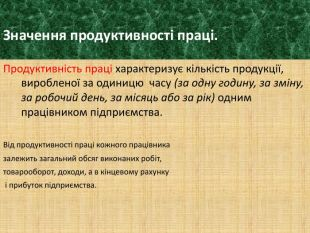 Значення продуктивності праці.
Продуктивність праці характеризує кількість продукції,
виробленої за одиницю часу (за одну годину, за зміну,
за робочий день, за місяць або за рік) одним
працівником підприємства.
Від продуктивності праці кожного працівника
залежить загальний обсяг виконаних робіт,
товарооборот, доходи, а в кінцевому рахунку
і прибуток підприємства.